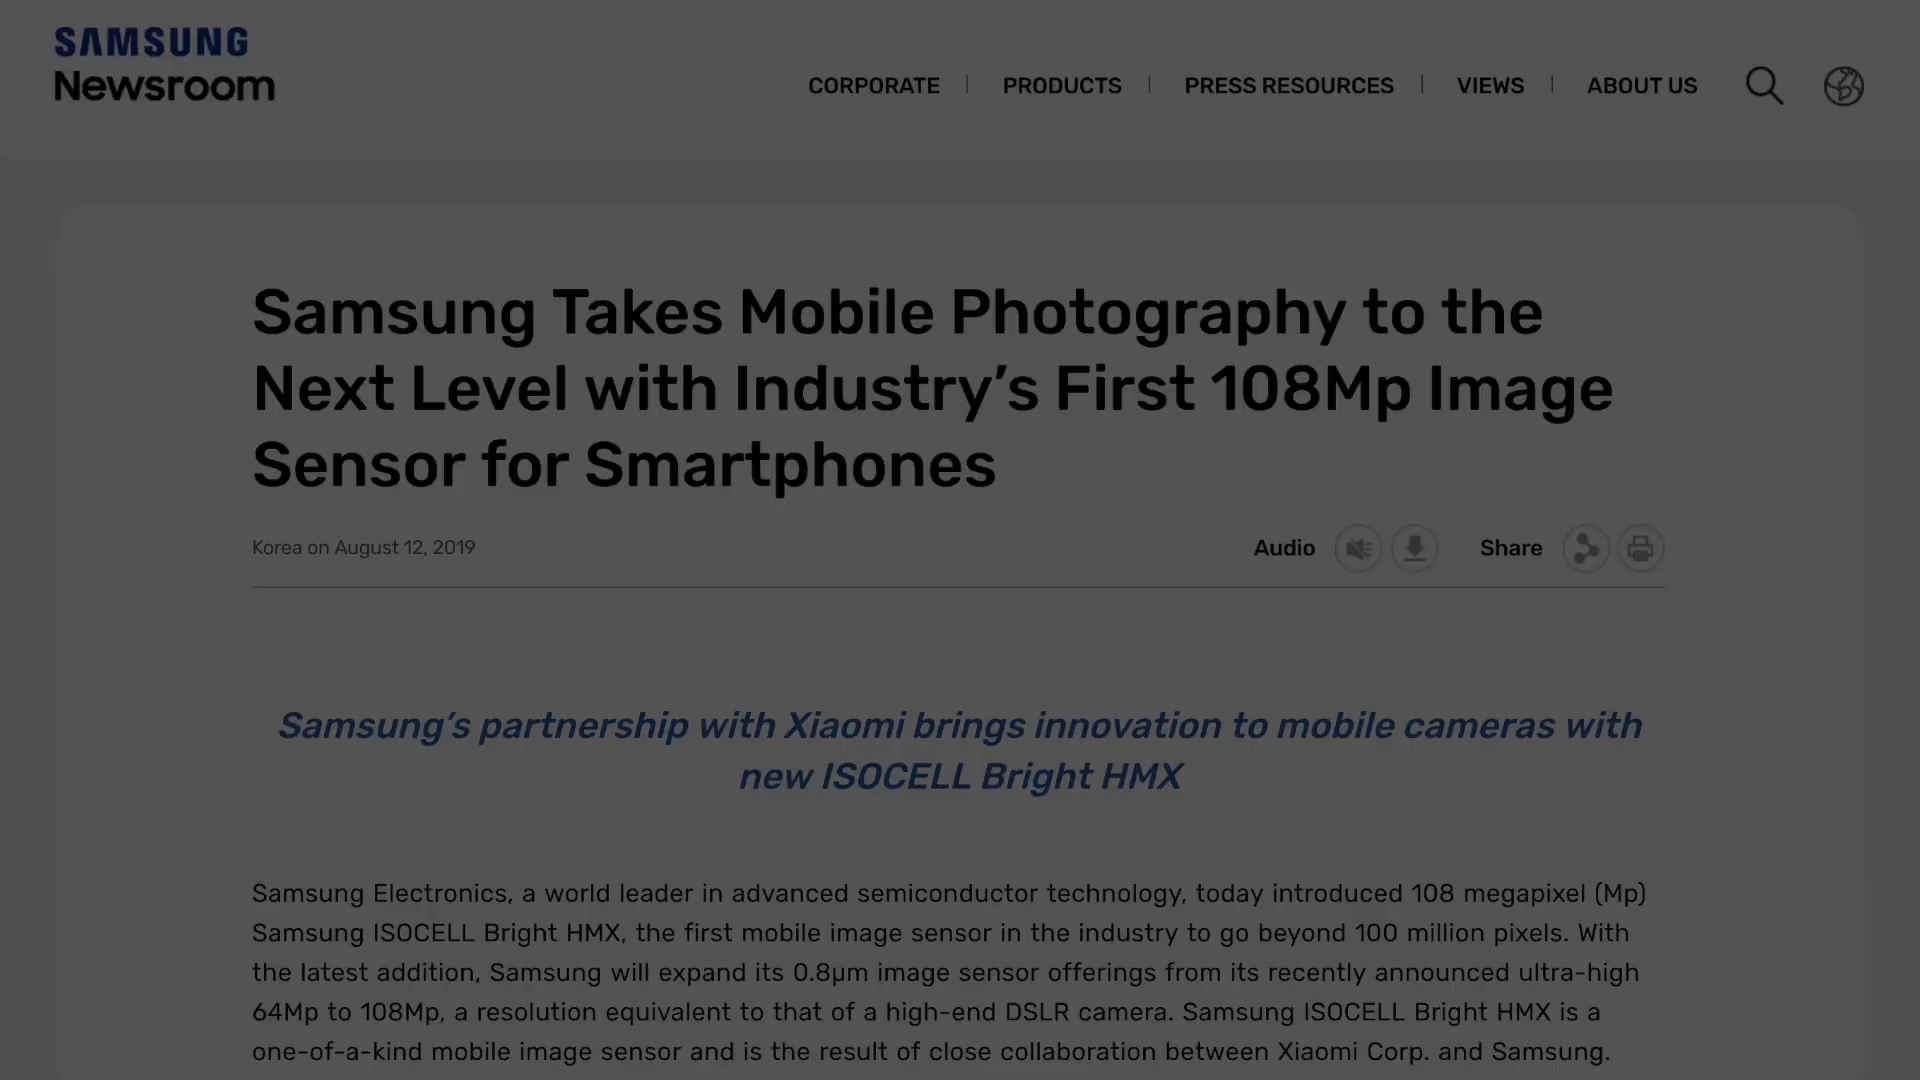 SAMSUNG
Newsroom
CORPORATE | PRODUCTS | PRESS RESOURCES | VIEWS | ABOUT US
Samsung Takes Mobile Photography to the
Next Level with Industry’s First 108Mp Image
Sensor for Smartphones
Korea on August 12, 2019
Audio
Share
Samsung’s partnership with Xiaomi brings innovation to mobile cameras with
new ISOCELL Bright HMX
Samsung Electronics, a world leader in advanced semiconductor technology, today introduced 108 megapixel (Mp)
Samsung ISOCELL Bright HMX, the first mobile image sensor in the industry to go beyond 100 million pixels. With
the latest addition, Samsung will expand its 0.8μm image sensor offerings from its recently announced ultra-high
64Mp to 108Mp, a resolution equivalent to that of a high-end DSLR camera. Samsung ISOCELL Bright HMX is a
one-of-a-kind mobile image sensor and is the result of close collaboration between Xiaomi Corp. and Samsung.